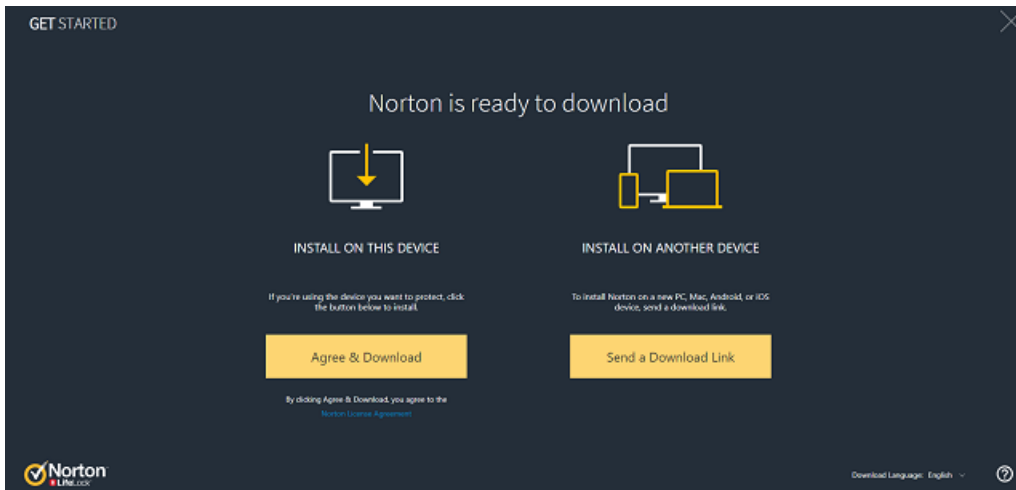 GET STARTED
Norton is ready to download
INSTALL ON THIS DEVICE
If you're using the device you want to protect, click
the button below to install.
Agree & Download
By clicking Agree & Download, you agree to the
Norton License Agreement
INSTALL ON ANOTHER DEVICE
To install Norton on a new PC, Mac, Android, or iOS
device, send a download link.
Send a Download Link
Norton
LifeLock
Download Language: English